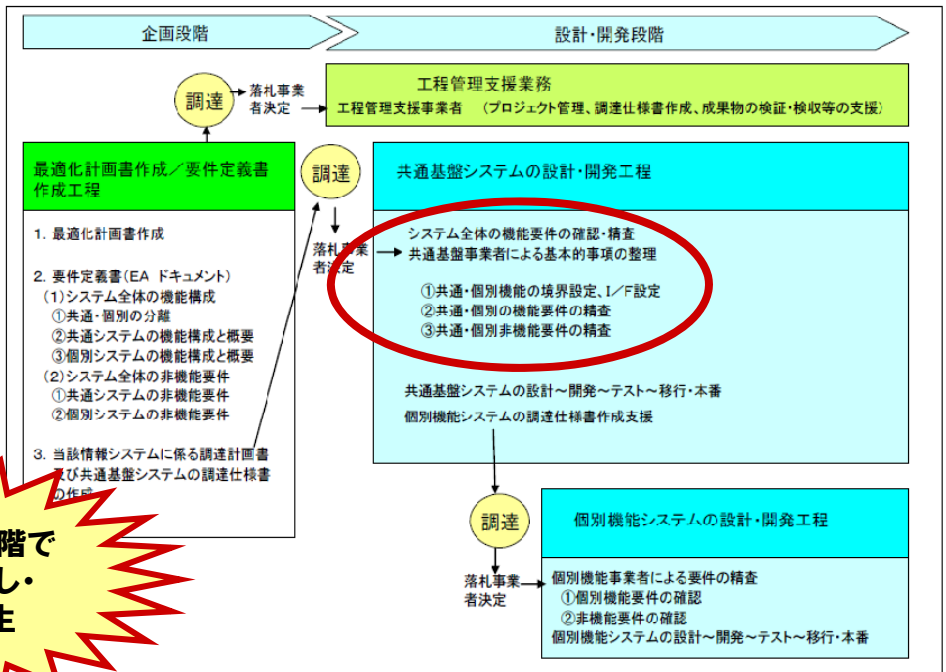 企画段階
設計・開発段階
調達
落札事業
者決定
工程管理支援業務
工程管理支援事業者 (プロジェクト管理、調達仕様書作成、成果物の検証・検収等の支援)
最適化計画書作成／要件定義書
作成工程
1. 最適化計画書作成
2. 要件定義書(EA ドキュメント)
(1)システム全体の機能構成
①共通・個別の分離
②共通システムの機能構成と概要
③個別システムの機能構成と概要
(2)システム全体の非機能要件
①共通システムの非機能要件
②個別システムの非機能要件
3. 当該情報システムに係る調達計画書
及び共通基盤システムの調達仕様書
の作成
調達
落札事業
者決定
共通基盤システムの設計・開発工程
システム全体の機能要件の確認・精査
共通基盤事業者による基本的事項の整理
①共通・個別機能の境界設定、I／F設定
②共通・個別の機能要件の精査
③共通・個別非機能要件の精査
共通基盤システムの設計～開発～テスト～移行・本番
個別機能システムの調達仕様書作成支援
調達
落札事業
者決定
個別機能システムの設計・開発工程
個別機能事業者による要件の精査
①個別機能要件の確認
②非機能要件の確認
個別機能システムの設計～開発～テスト～移行・本番
階で
し・
生